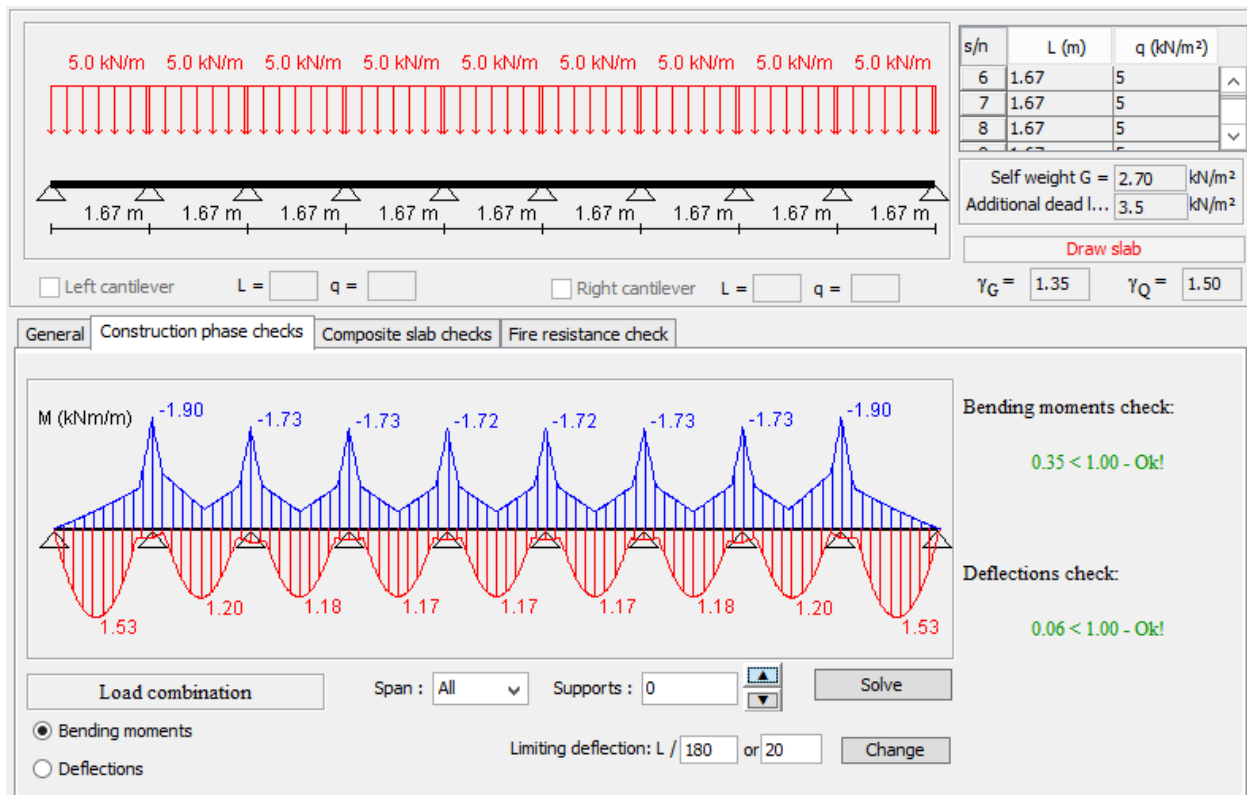 5.0 kN/m 5.0 kN/m 5.0 kN/m 5.0 kN/m 5.0 kN/m 5.0 kN/m 5.0 kN/m 5.0 kN/m 5.0 kN/m
1.67 m 1.67 m 1.67 m 1.67 m 1.67 m 1.67 m 1.67 m 1.67 m 1.67 m
s/n L (m) q (kN/m²)
6 1.67 5
7 1.67 5
8 1.67 5
9 1.67 5
Self weight G = 2.70 kN/m²
Additional dead l... 3.5 kN/m²
Draw slab
Left cantilever L = q = Right cantilever L = q =
γG = 1.35 γQ = 1.50
General Construction phase checks Composite slab checks Fire resistance check
M (kNm/m)
-1.90 -1.73 -1.73 -1.72 -1.72 -1.73 -1.73 -1.90
1.53 1.20 1.18 1.17 1.17 1.17 1.18 1.20 1.53
Bending moments check:
0.35 < 1.00 - Ok!
Deflections check:
0.06 < 1.00 - Ok!
Load combination Span : All Supports : 0 Solve
Bending moments
Limiting deflection: L / 180 or 20 Change
Deflections